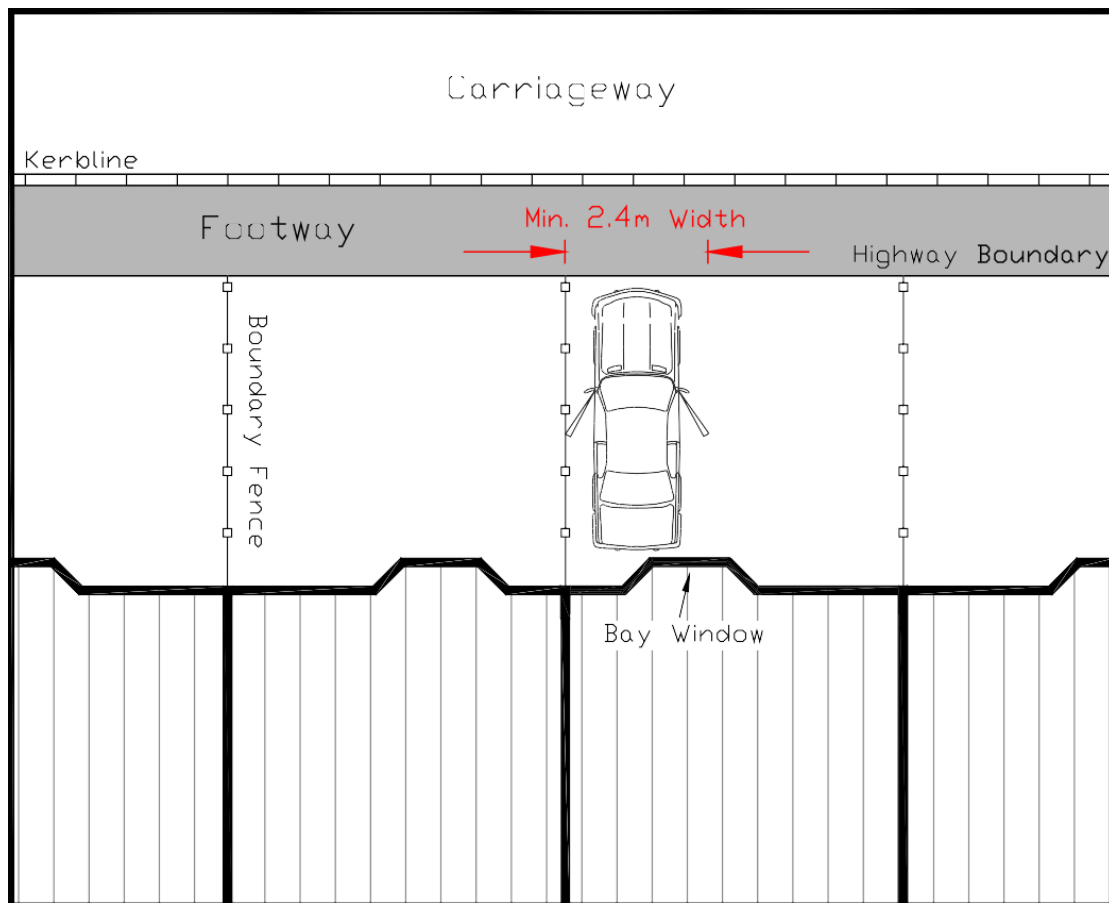 Carriageway
Kerbline
Footway
Min. 2.4m Width
Highway Boundary
Boundary Fence
Bay Window